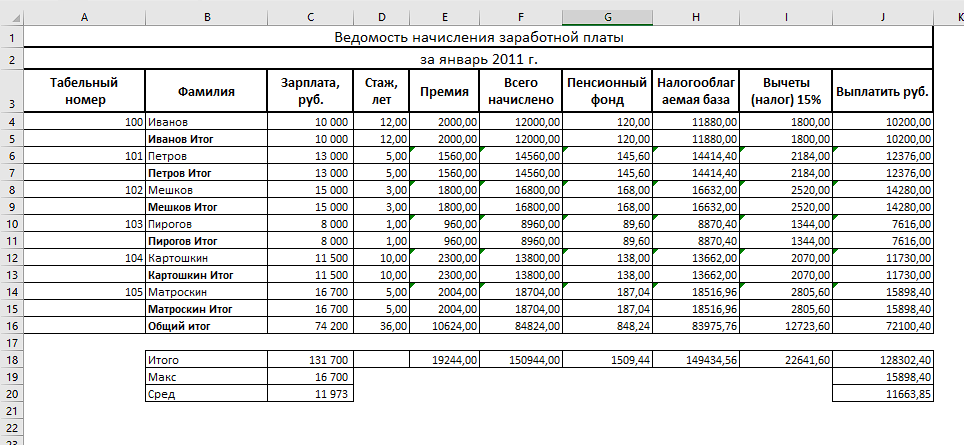 A B C D E F G H I J K
1 Ведомость начисления заработной платы
2 за январь 2011 г.
3 Табельный номер Фамилия Зарплата, руб. Стаж, лет Премия Всего начислено Пенсионный фонд Налогооблагаемая база Вычеты (налог) 15% Выплатить руб.
4 100 Иванов 10 000 12,00 2000,00 12000,00 120,00 11880,00 1800,00 10200,00
5 Иванов Итог 10 000 12,00 2000,00 12000,00 120,00 11880,00 1800,00 10200,00
6 101 Петров 13 000 5,00 1560,00 14560,00 145,60 14414,40 2184,00 12376,00
7 Петров Итог 13 000 5,00 1560,00 14560,00 145,60 14414,40 2184,00 12376,00
8 102 Мешков 15 000 3,00 1800,00 16800,00 168,00 16632,00 2520,00 14280,00
9 Мешков Итог 15 000 3,00 1800,00 16800,00 168,00 16632,00 2520,00 14280,00
10 103 Пирогов 8 000 1,00 960,00 8960,00 89,60 8870,40 1344,00 7616,00
11 Пирогов Итог 8 000 1,00 960,00 8960,00 89,60 8870,40 1344,00 7616,00
12 104 Картошкин 11 500 10,00 2300,00 13800,00 138,00 13662,00 2070,00 11730,00
13 Картошкин Итог 11 500 10,00 2300,00 13800,00 138,00 13662,00 2070,00 11730,00
14 105 Матроскин 16 700 5,00 2004,00 18704,00 187,04 18516,96 2805,60 15898,40
15 Матроскин Итог 16 700 5,00 2004,00 18704,00 187,04 18516,96 2805,60 15898,40
16 Общий итог 74 200 36,00 10624,00 84824,00 848,24 83975,76 12723,60 72100,40
17
18 Итого 131 700 19244,00 150944,00 1509,44 149434,56 22641,60 128302,40
19 Макс 16 700 15898,40
20 Сред 11 973 11663,85
21
22
23